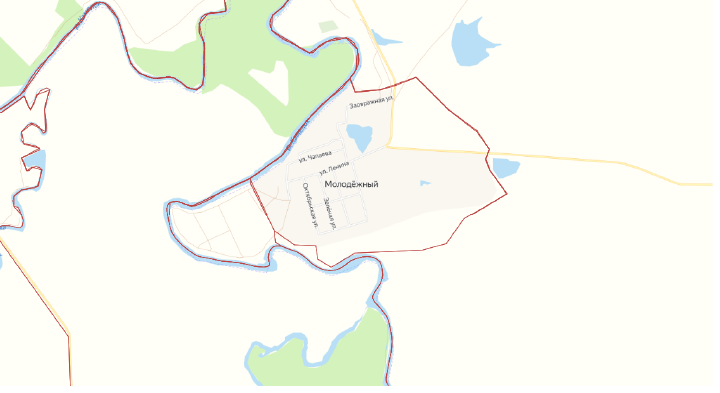 Заовражная ул.
ул. Чапаева
ул. Ленина
Молодёжный
Октябрьская ул.
Зелёная ул.